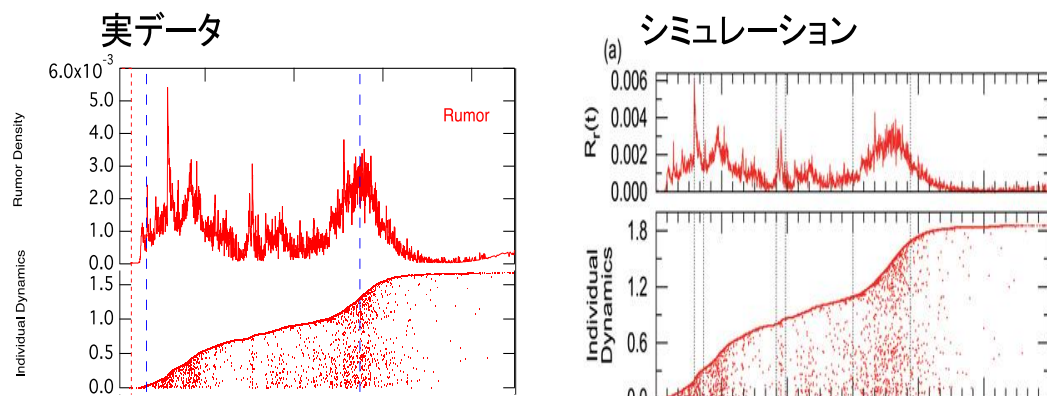 実データ
6.0x10⁻³
5.0
4.0
3.0
2.0
1.0
0.0
Rumor Density
Rumor
1.5
1.0
0.5
0.0
Individual Dynamics
シミュレーション
(a)
0.006
0.004
0.002
0.000
Rr(t)
1.8
1.2
0.6
0.0
Individual
Dynamics